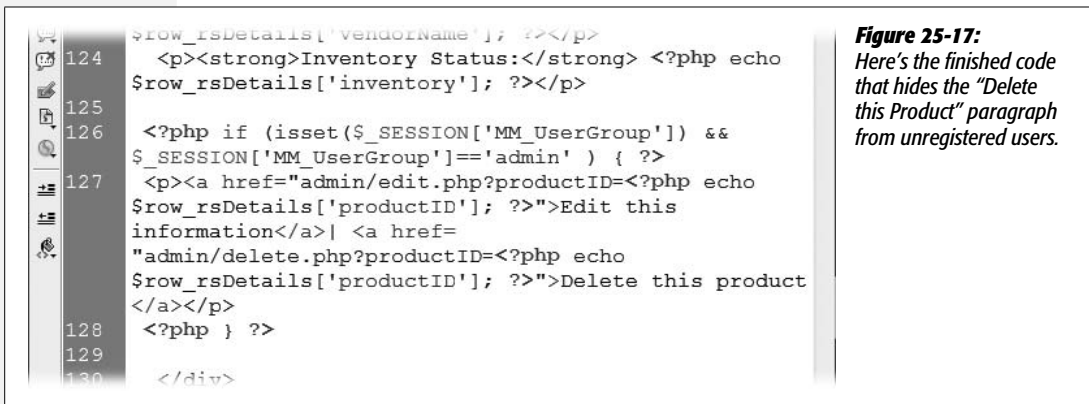 $row_rsDetails['vendorName']; ?></p>
124 <p><strong>Inventory Status:</strong> <?php echo
$row_rsDetails['inventory']; ?></p>
125
126 <?php if (isset($_SESSION['MM_UserGroup']) &&
$_SESSION['MM_UserGroup']=='admin' ) { ?>
127 <p><a href="admin/edit.php?productID=<?php echo
$row_rsDetails['productID']; ?>">Edit this
information</a>| <a href=
"admin/delete.php?productID=<?php echo
$row_rsDetails['productID']; ?>">Delete this product
</a></p>
128 <?php } ?>
129
130 </div>
Figure 25-17:
Here's the finished code
that hides the “Delete
this Product” paragraph
from unregistered users.